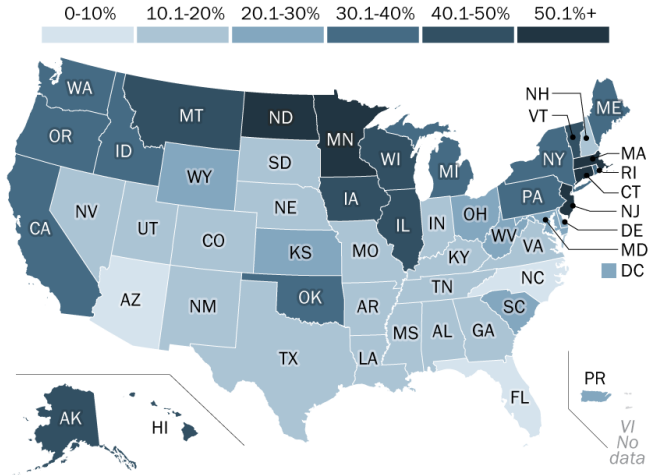 0-10% 10.1-20% 20.1-30% 30.1-40% 40.1-50% 50.1%+
WA
MT
ND
MN
NH
VT
ME
OR
ID
WY
SD
WI
MI
NY
MA
RI
CT
NJ
DE
MD
DC
CA
NV
UT
CO
NE
KS
IA
IL
IN
OH
PA
WV
VA
MO
KY
AZ
NM
OK
AR
TN
NC
SC
TX
LA
MS
AL
GA
FL
AK
HI
PR
VI
No
data